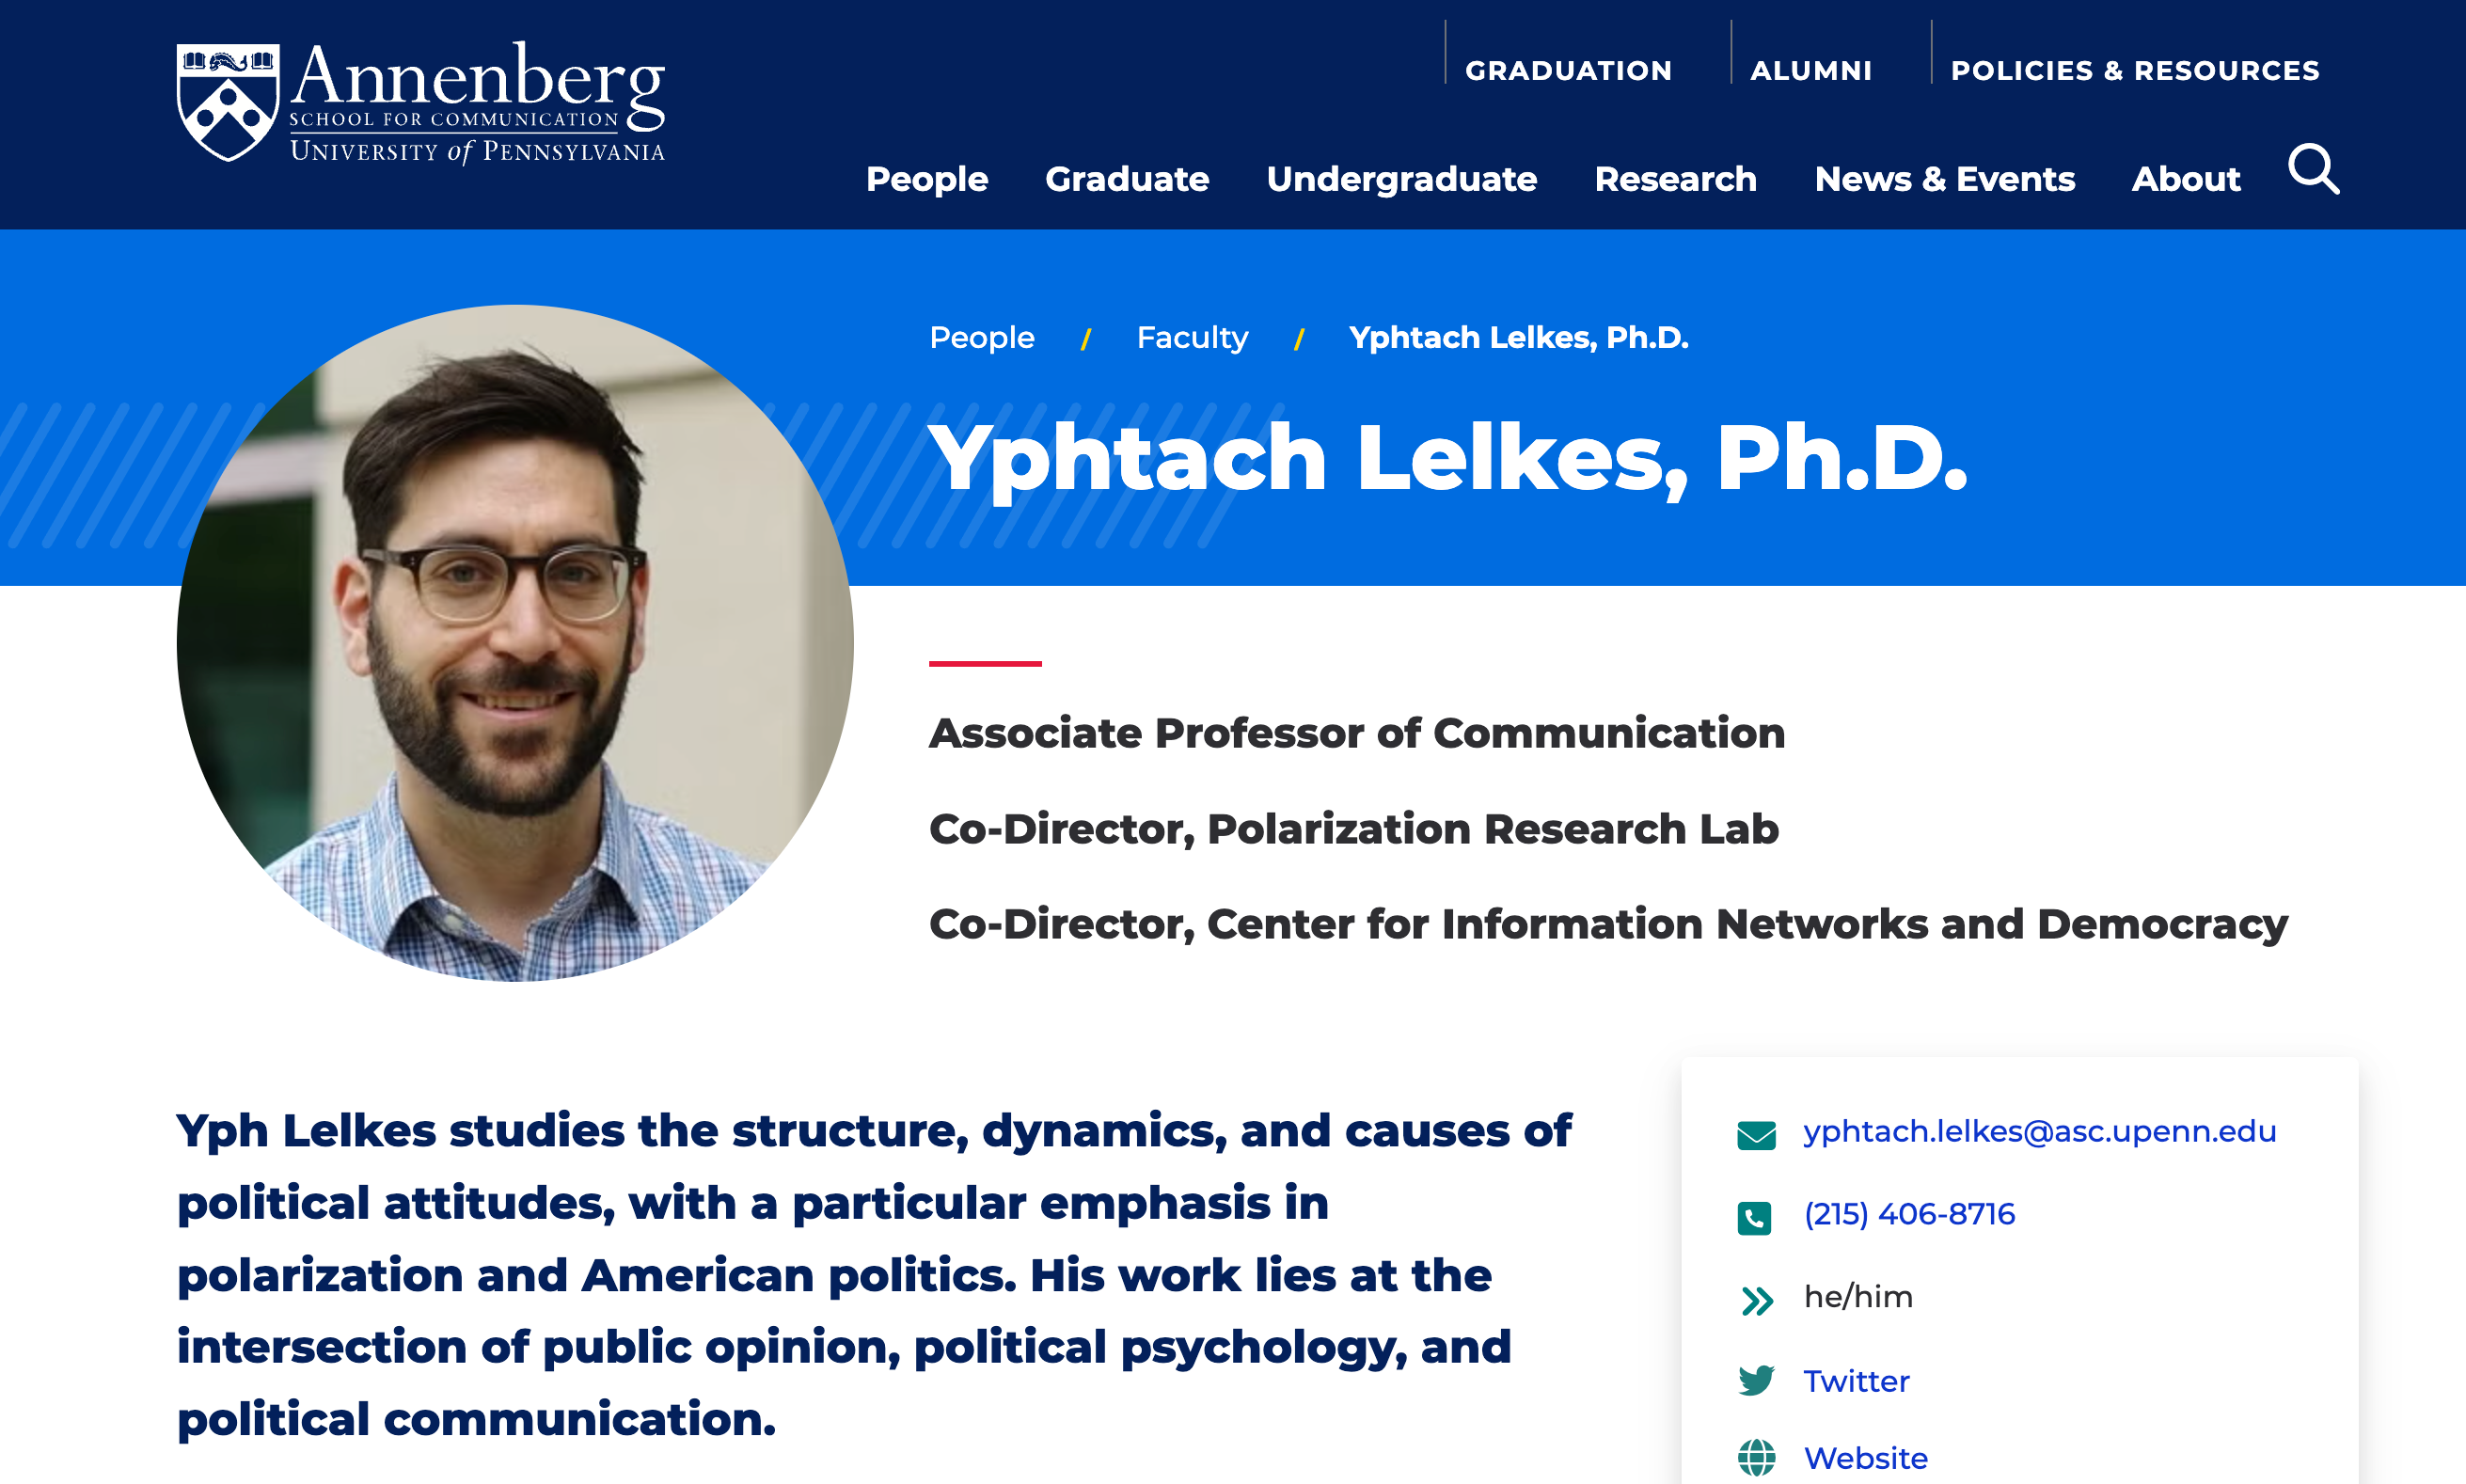 Annenberg
SCHOOL FOR COMMUNICATION
UNIVERSITY of PENNSYLVANIA
GRADUATION
ALUMNI
POLICIES & RESOURCES
People
Graduate
Undergraduate
Research
News & Events
About
People / Faculty / Yphtach Lelkes, Ph.D.
Yphtach Lelkes, Ph.D.
Associate Professor of Communication
Co-Director, Polarization Research Lab
Co-Director, Center for Information Networks and Democracy
Yph Lelkes studies the structure, dynamics, and causes of
political attitudes, with a particular emphasis in
polarization and American politics. His work lies at the
intersection of public opinion, political psychology, and
political communication.
yphtach.lelkes@asc.upenn.edu
(215) 406-8716
he/him
Twitter
Website